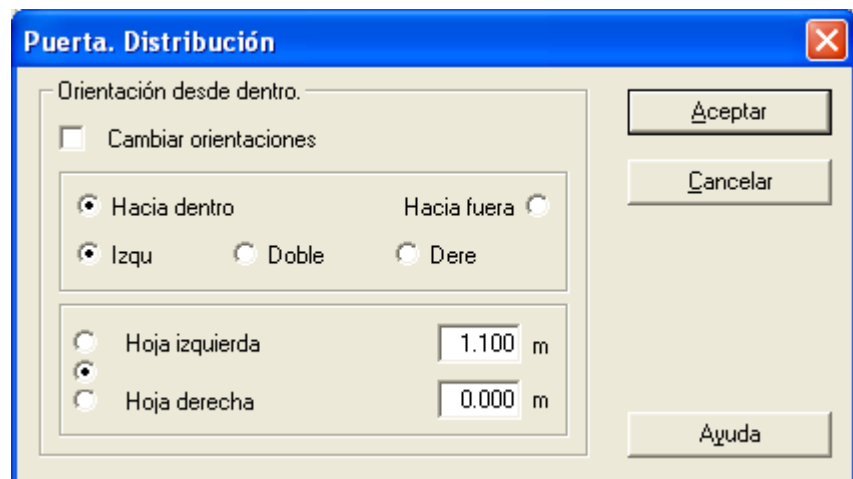 Puerta. Distribución
Orientación desde dentro.
Cambiar orientaciones
Hacia dentro Hacia fuera
Izqu Doble Dere
Hoja izquierda 1.100 m
Hoja derecha 0.000 m
Aceptar
Cancelar
Ayuda